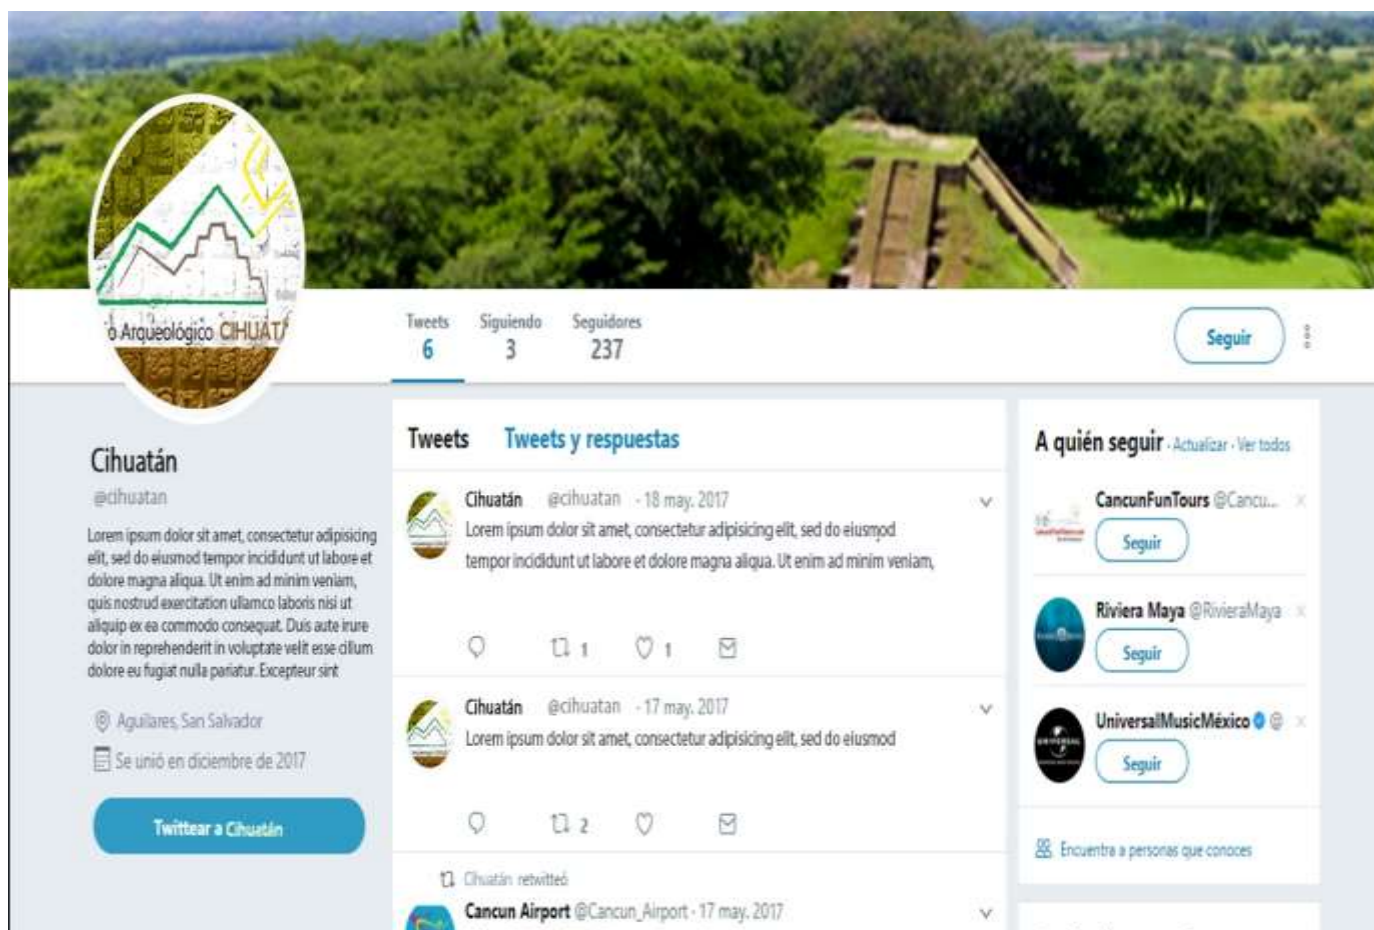 o Arqueológico CIHUAT
Tweets Siguiendo Seguidores
6 3 237
Seguir
Cihuatán
@cihuatan
Lorem ipsum dolor sit amet, consectetur adipisicing
elit, sed do eiusmod tempor incididunt ut labore et
dolore magna aliqua. Ut enim ad minim veniam,
quis nostrud exercitation ullamco laboris nisi ut
aliquip ex ea commodo consequat. Duis aute irure
dolor in reprehenderit in voluptate velit esse cillum
dolore eu fugiat nulla pariatur. Excepteur sint
Aguilares, San Salvador
Se unió en diciembre de 2017
Twittear a Cihuatán
Tweets Tweets y respuestas
Cihuatán @cihuatan - 18 may. 2017
Lorem ipsum dolor sit amet, consectetur adipisicing elit, sed do eiusmod
tempor incididunt ut labore et dolore magna aliqua. Ut enim ad minim veniam,
1 1
Cihuatán @cihuatan - 17 may. 2017
Lorem ipsum dolor sit amet, consectetur adipisicing elit, sed do eiusmod
2
Cihuatán retwitteó
Cancun Airport @Cancun_Airport - 17 may. 2017
A quién seguir · Actualizar · Ver todos
CancunFunTours @Cancu...
Seguir
Riviera Maya @RivieraMaya
Seguir
UniversalMusicMéxico @
Seguir
UNIVERSAL
Encuentra a personas que conoces